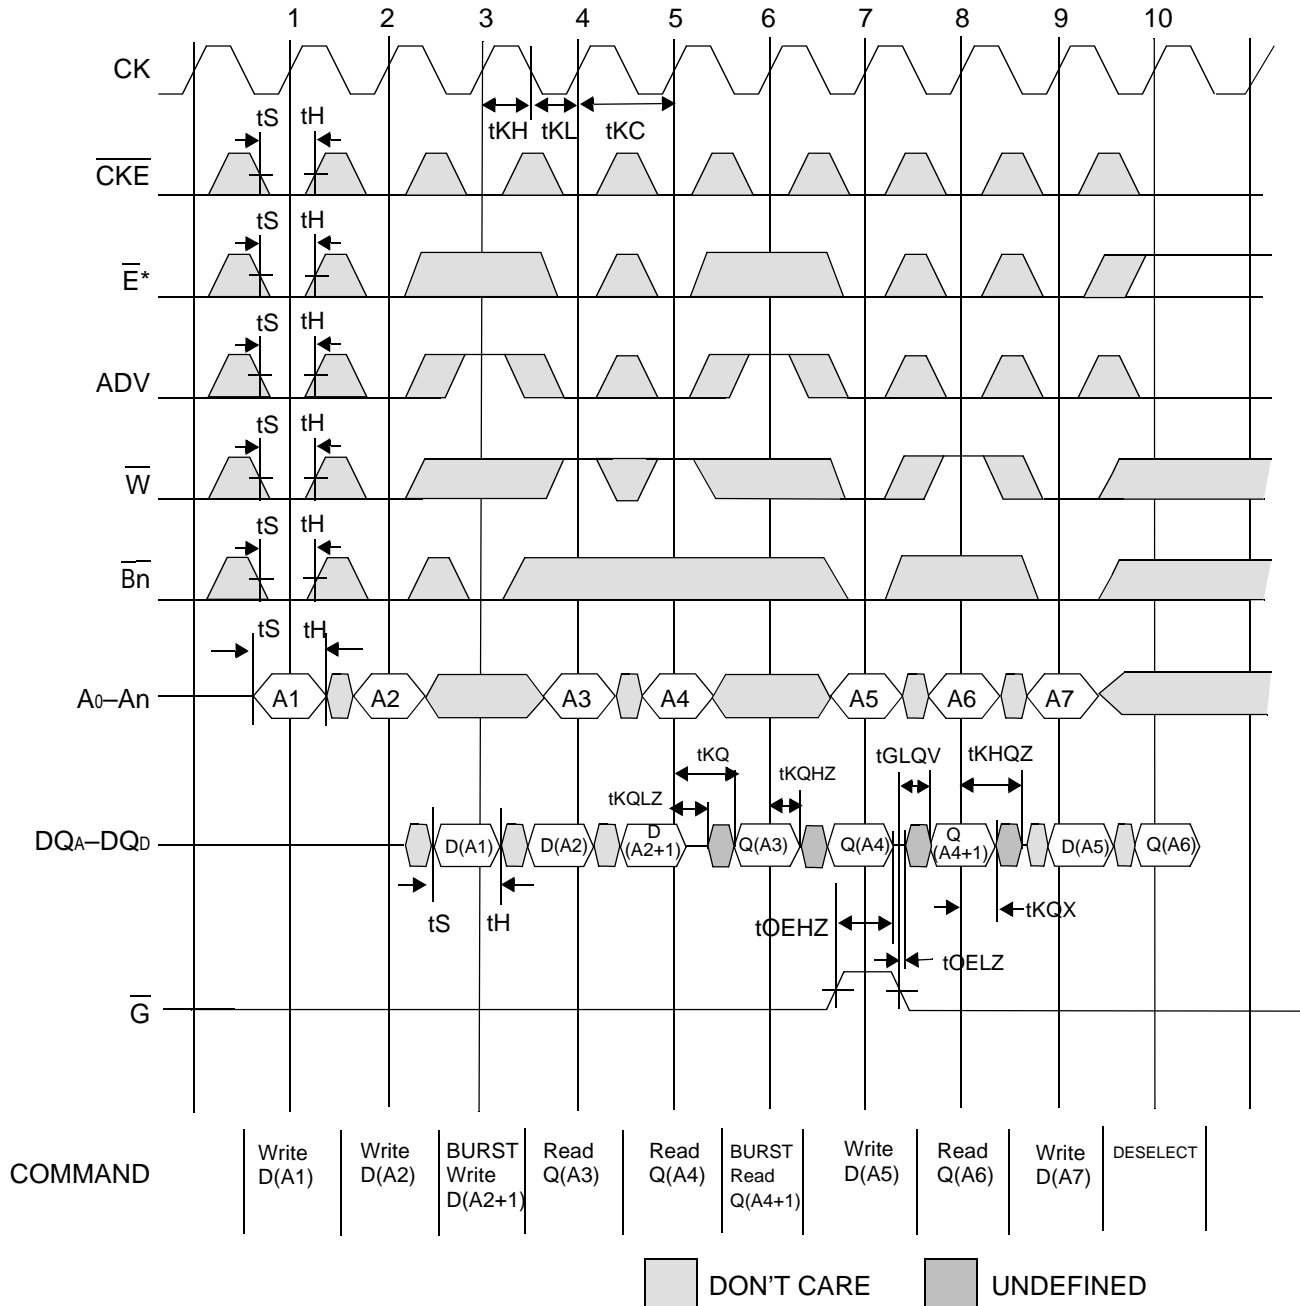 1 2 3 4 5 6 7 8 9 10
CK
tKH tKL tKC
tS tH
CKE
tS tH
E*
tS tH
ADV
tS tH
W
tS tH
Bn
tS tH
A0–An A1 A2 A3 A4 A5 A6 A7
tKQ tGLQV tKHQZ
tKQLZ tKQHZ
DQA–DQD D(A1) D(A2) D (A2+1) Q(A3) Q(A4) Q (A4+1) D(A5) Q(A6)
tS tH tOEHZ tKQX
tOELZ
G
COMMAND
Write D(A1)
Write D(A2)
BURST Write D(A2+1)
Read Q(A3)
Read Q(A4)
BURST Read Q(A4+1)
Write D(A5)
Read Q(A6)
Write D(A7)
DESELECT
DON'T CARE UNDEFINED